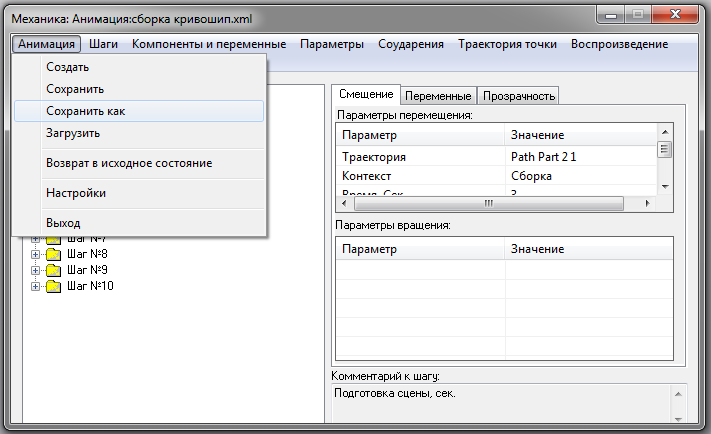 Механика: Анимация:сборка кривошип.xml
Анимация Шаги Компоненты и переменные Параметры Соударения Траектория точки Воспроизведение
Создать
Сохранить
Сохранить как
Загрузить
Возврат в исходное состояние
Настройки
Выход
Шаг №7
Шаг №8
Шаг №9
Шаг №10
Смещение Переменные Прозрачность
Параметры перемещения:
Параметр Значение
Траектория Path Part 2 1
Контекст Сборка
Время, Сек. 3
Параметры вращения:
Параметр Значение
Комментарий к шагу:
Подготовка сцены, сек.